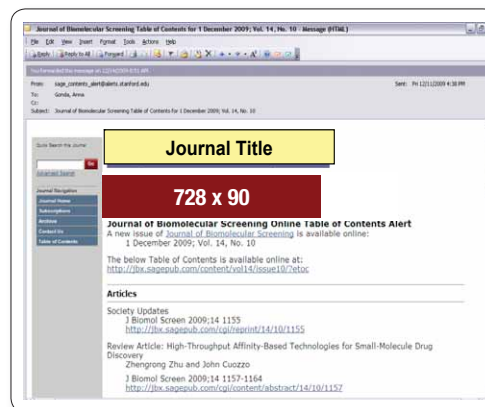 Journal of Biomolecular Screening Table of Contents for 1 December 2009; Vol. 14, No. 10 - Message (HTML)
File Edit View Insert Format Tools Actions Help
Reply Reply to All Forward
You forwarded this message on
From: sage_contents_alert@alerts.stanford.edu
Sent: Fri 12/11/2009 4:38 PM
To: Gonda, Anna
Cc:
Subject: Journal of Biomolecular Screening Table of Contents for 1 December 2009; Vol. 14, No. 10
Quick Search the Journal
Go
Advanced Search
Journal Navigation
Journal Home
Subscriptions
Archive
Contact Us
Table of Contents
Journal Title
728 x 90
Journal of Biomolecular Screening Online Table of Contents Alert
A new issue of Journal of Biomolecular Screening is available online:
1 December 2009; Vol. 14, No. 10
The below Table of Contents is available online at:
http://jbx.sagepub.com/content/vol14/issue10/?etoc
Articles
Society Updates
J Biomol Screen 2009;14 1155
http://jbx.sagepub.com/cgi/reprint/14/10/1155
Review Article: High-Throughput Affinity-Based Technologies for Small-Molecule Drug
Discovery
Zhengrong Zhu and John Cuozzo
J Biomol Screen 2009;14 1157-1164
http://jbx.sagepub.com/cgi/content/abstract/14/10/1157